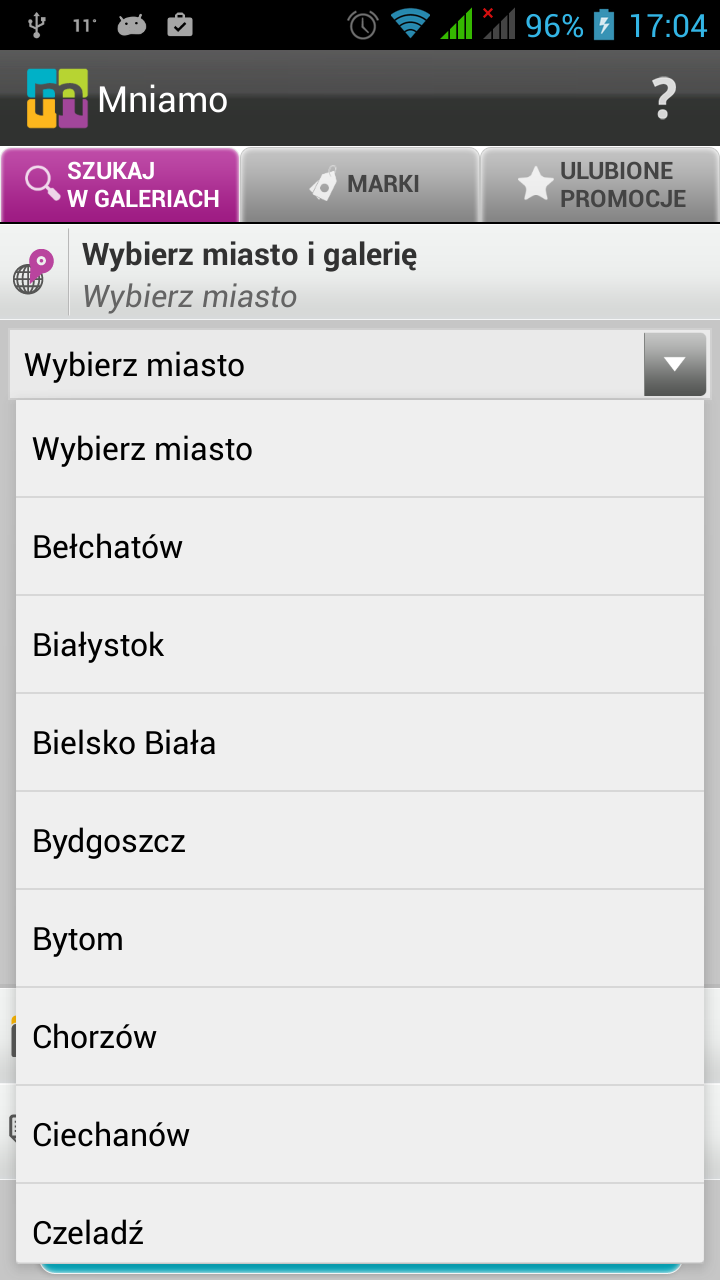 11°
96%
17:04
Mniamo
?
SZUKAJ
W GALERIACH
MARKI
ULUBIONE
PROMOCJE
Wybierz miasto i galerię
Wybierz miasto
Wybierz miasto
Wybierz miasto
Bełchatów
Białystok
Bielsko Biała
Bydgoszcz
Bytom
Chorzów
Ciechanów
Czeladź